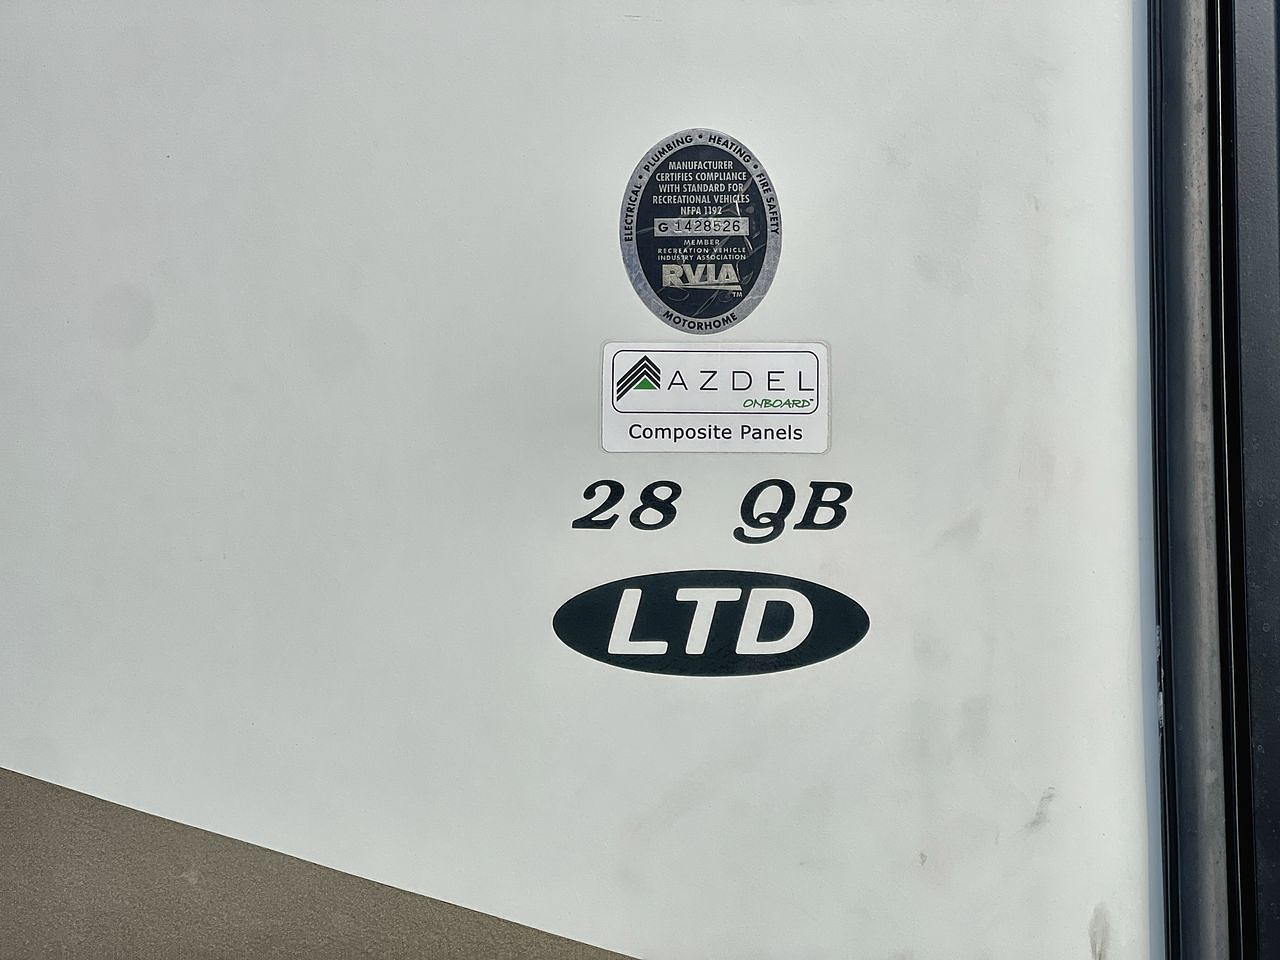 ELECTRICAL • PLUMBING • HEATING • FIRE SAFETY
MANUFACTURER
CERTIFIES COMPLIANCE
WITH STANDARD FOR
RECREATIONAL VEHICLES
NFPA 1192
G 1428526
MEMBER
RECREATION VEHICLE
INDUSTRY ASSOCIATION
RVIA TM
MOTORHOME
AZDEL
ONBOARD™
Composite Panels
28 QB
LTD